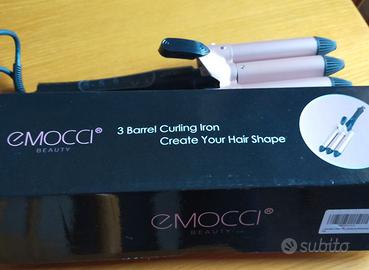 eMOCCI®
BEAUTY
3 Barrel Curling Iron
Create Your Hair Shape
eMOCCI®
BEAUTY
subito